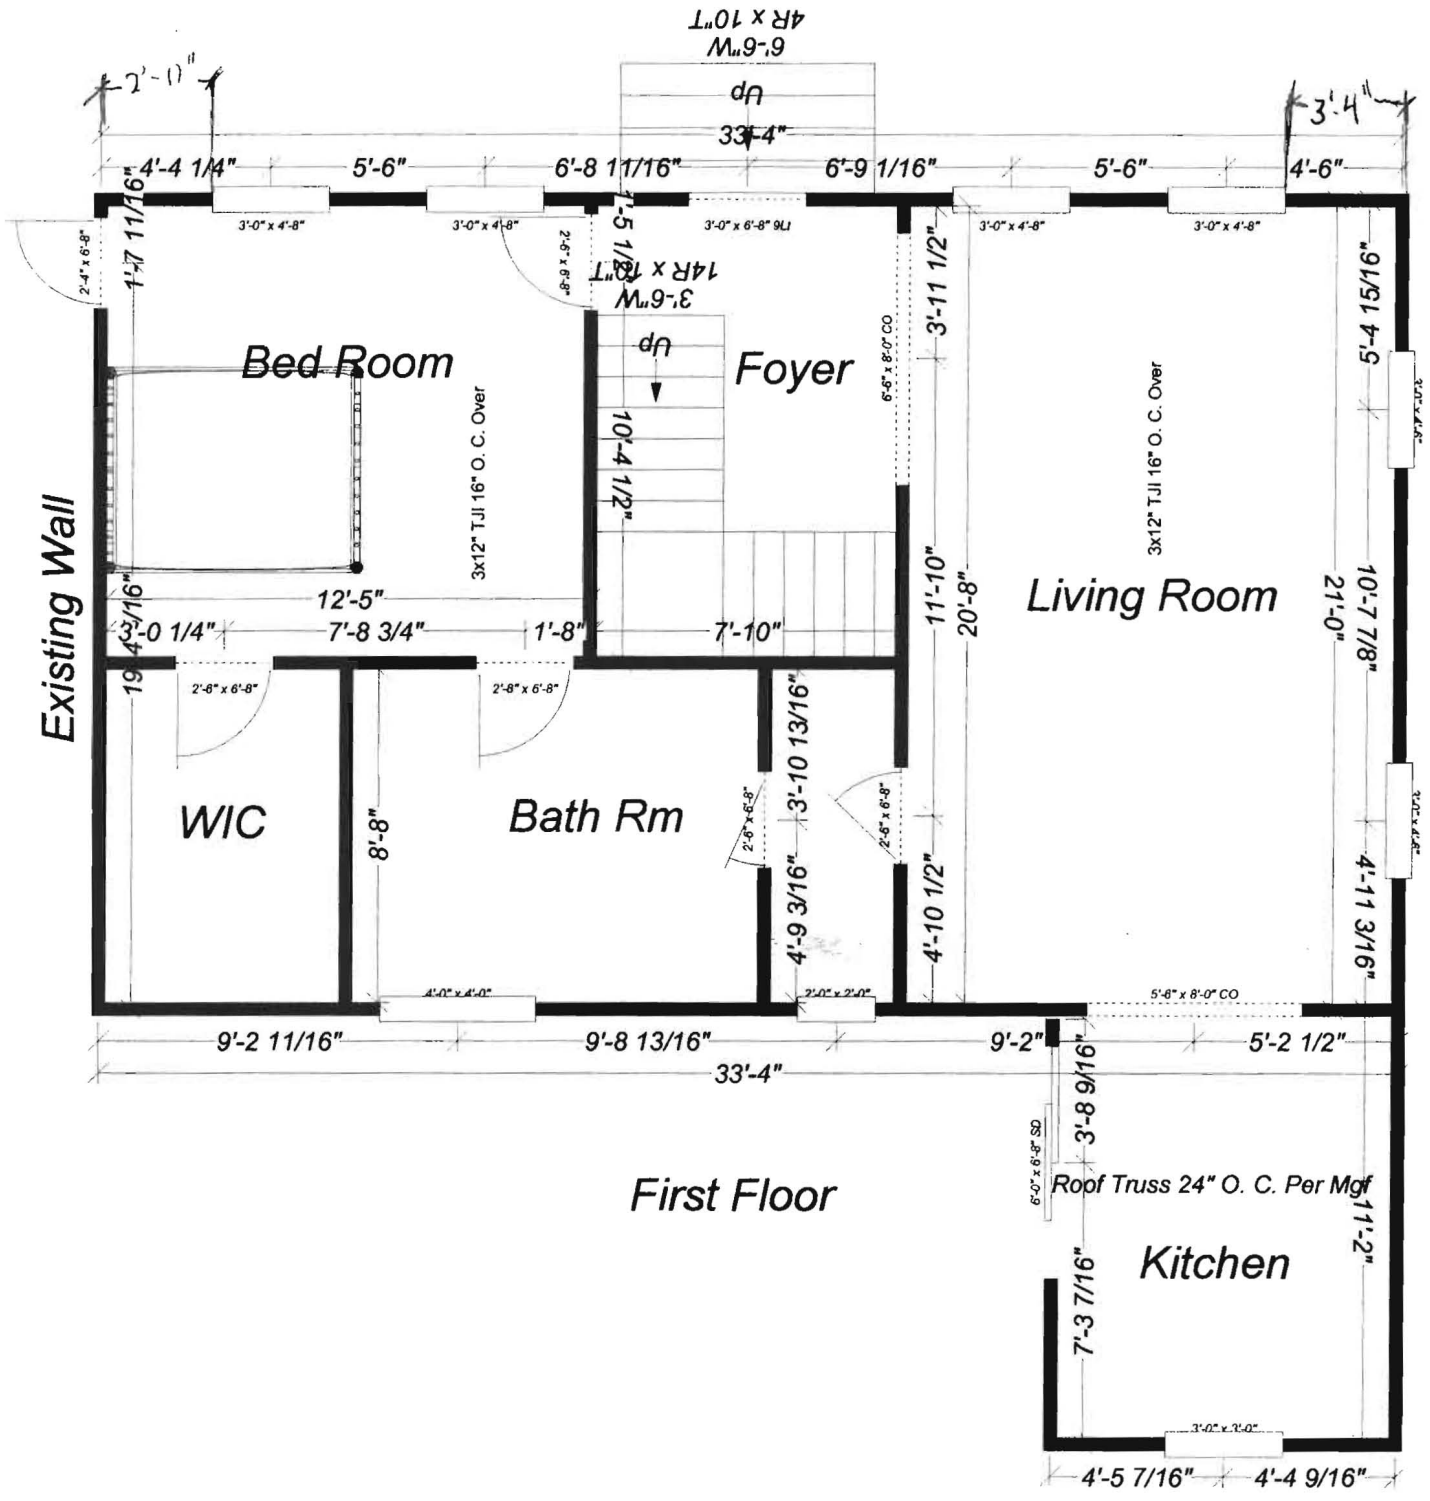 4R x 10"T
6'-6"W
Up
2'-11"
3'-4"
33'-4"
4'-4 1/4"
5'-6"
6'-8 11/16"
6'-9 1/16"
5'-6"
4'-6"
3'-0" x 4'-8"
3'-0" x 4'-8"
3'-0" x 6'-8" 9Lt
3'-0" x 4'-8"
3'-0" x 4'-8"
2'-4" x 6'-8"
1'-7 11/16"
2'-6" x 6'-8"
1'-5 1/2"
14R x 10"T
3'-6"W
Up
3'-11 1/2"
5'-4 15/16"
Bed Room
Foyer
6'-6" x 8'-0" CO
3x12" TJI 16" O. C. Over
3x12" TJI 16" O. C. Over
10'-4 1/2"
Existing Wall
12'-5"
11'-10"
20'-8"
Living Room
21'-0"
10'-7 7/8"
3'-0 1/4"
7'-8 3/4"
1'-8"
7'-10"
2'-6" x 6'-8"
2'-6" x 6'-8"
3'-10 13/16"
WIC
8'-8"
Bath Rm
2'-6" x 6'-8"
2'-6" x 6'-8"
4'-9 3/16"
4'-10 1/2"
4'-11 3/16"
4'-0" x 4'-0"
2'-0" x 2'-0"
5'-6" x 8'-0" CO
9'-2 11/16"
9'-8 13/16"
9'-2"
5'-2 1/2"
33'-4"
3'-8 9/16"
6'-0" x 6'-8" SD
First Floor
Roof Truss 24" O. C. Per Mgf
11'-2"
Kitchen
7'-3 7/16"
3'-0" x 3'-0"
4'-5 7/16"
4'-4 9/16"